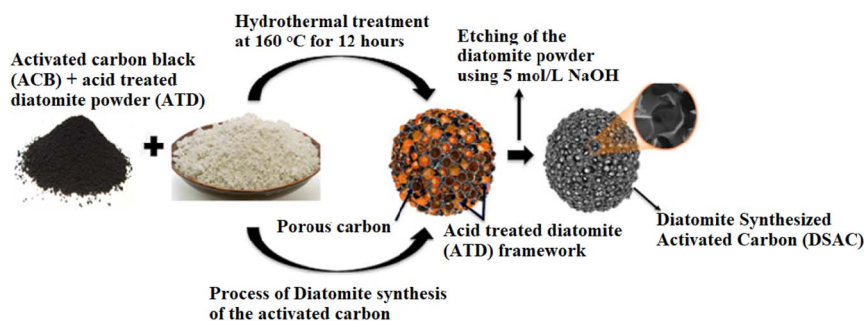 Hydrothermal treatment
at 160 °C for 12 hours
Etching of the
diatomite powder
using 5 mol/L NaOH
Activated carbon black
(ACB) + acid treated
diatomite powder (ATD)
Porous carbon
Acid treated diatomite
(ATD) framework
Diatomite Synthesized
Activated Carbon (DSAC)
Process of Diatomite synthesis
of the activated carbon